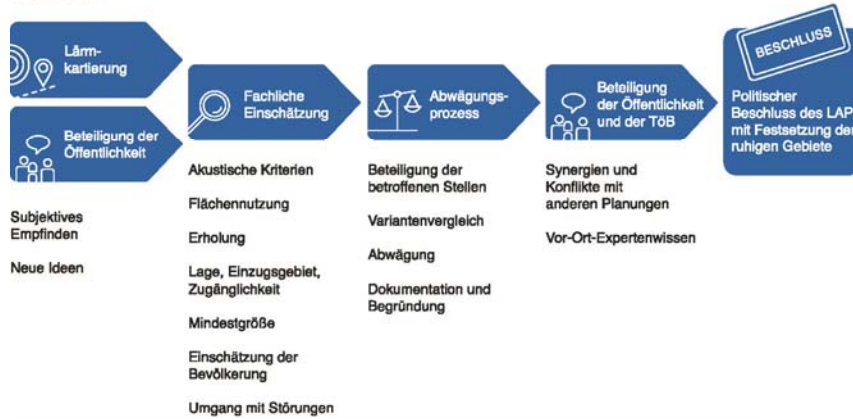 Lärm-
kartierung
Beteiligung der
Öffentlichkeit
Subjektives
Empfinden
Neue Ideen
Fachliche
Einschätzung
Akustische Kriterien
Flächennutzung
Erholung
Lage, Einzugsgebiet,
Zugänglichkeit
Mindestgröße
Einschätzung der
Bevölkerung
Umgang mit Störungen
Abwägungs-
prozess
Beteiligung der
betroffenen Stellen
Variantenvergleich
Abwägung
Dokumentation und
Begründung
Beteiligung
der Öffentlichkeit
und der TöB
Synergien und
Konflikte mit
anderen Planungen
Vor-Ort-Expertenwissen
BESCHLUSS
Politischer
Beschluss des LAP
mit Festsetzung der
ruhigen Gebiete